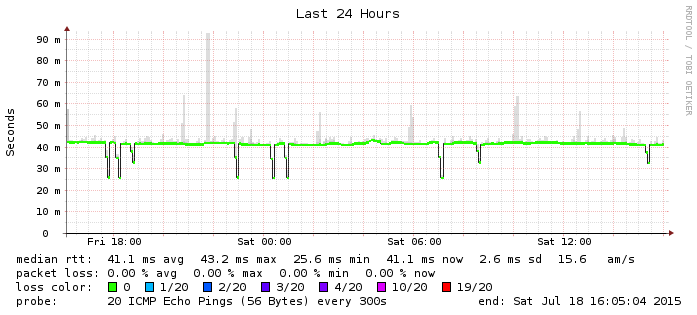 Last 24 Hours
RRDTOOL / TOBI OETIKER
Seconds
90 m
80 m
70 m
60 m
50 m
40 m
30 m
20 m
10 m
0
Fri 18:00 Sat 00:00 Sat 06:00 Sat 12:00
median rtt: 41.1 ms avg 43.2 ms max 25.6 ms min 41.1 ms now 2.6 ms sd 15.6 am/s
packet loss: 0.00 % avg 0.00 % max 0.00 % min 0.00 % now
loss color: 0 1/20 2/20 3/20 4/20 10/20 19/20
probe: 20 ICMP Echo Pings (56 Bytes) every 300s end: Sat Jul 18 16:05:04 2015